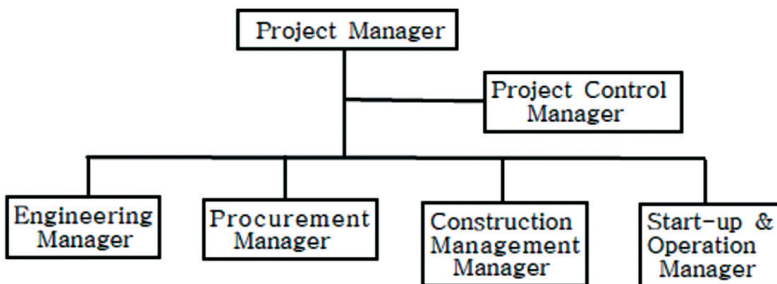 Project Manager
Project Control
Manager
Engineering
Manager
Procurement
Manager
Construction
Management
Manager
Start-up &
Operation
Manager